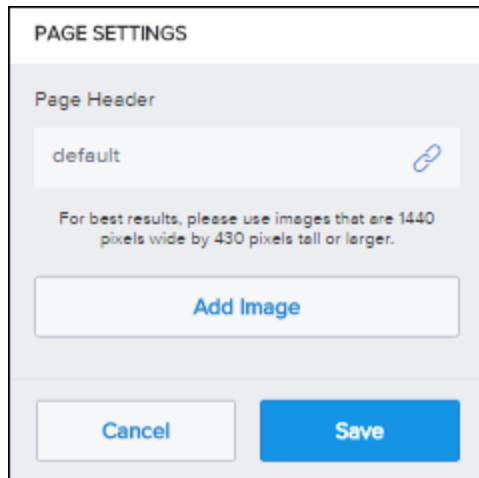 PAGE SETTINGS
Page Header
default
For best results, please use images that are 1440
pixels wide by 430 pixels tall or larger.
Add Image
Cancel
Save